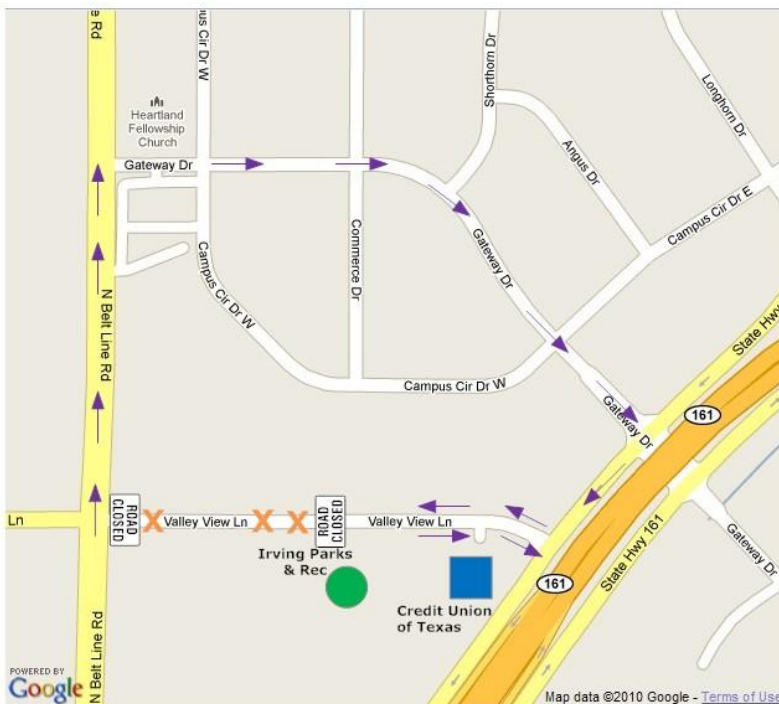 e Rd
us Cir Dr W
Shorthorn Dr
Longhorn Dr
Heartland
Fellowship
Church
Gateway Dr
Angus Dr
Campus Cir Dr E
Commerce Dr
Gateway Dr
Campus Cir Dr W
N Belt Line Rd
State Hwy
Campus Cir Dr W
Gateway Dr
161
Ln
ROAD
CLOSED
Valley View Ln
ROAD
CLOSED
Valley View Ln
State Hwy 161
Gateway Dr
Irving Parks
& Rec
161
Credit Union
of Texas
N Belt Line Rd
POWERED BY
Google
Map data ©2010 Google - Terms of Use